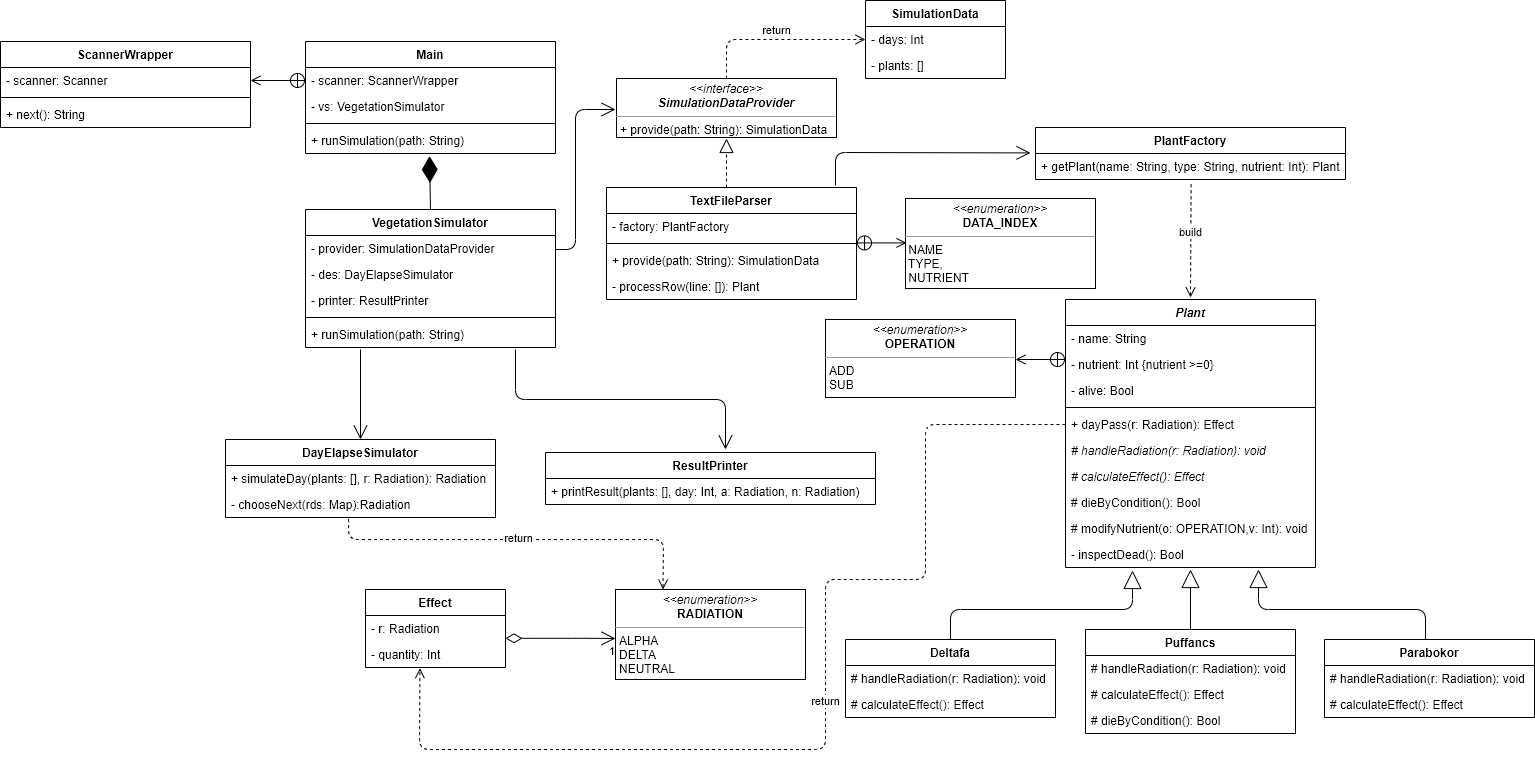 SimulationData
- days: Int
- plants: []
return
ScannerWrapper
- scanner: Scanner
+ next(): String
Main
- scanner: ScannerWrapper
- vs: VegetationSimulator
+ runSimulation(path: String)
<<interface>>
SimulationDataProvider
+ provide(path: String): SimulationData
PlantFactory
+ getPlant(name: String, type: String, nutrient: Int): Plant
TextFileParser
- factory: PlantFactory
+ provide(path: String): SimulationData
- processRow(line: []): Plant
<<enumeration>>
DATA_INDEX
NAME
TYPE,
NUTRIENT
build
VegetationSimulator
- provider: SimulationDataProvider
- des: DayElapseSimulator
- printer: ResultPrinter
+ runSimulation(path: String)
<<enumeration>>
OPERATION
ADD
SUB
Plant
- name: String
- nutrient: Int {nutrient >=0}
- alive: Bool
+ dayPass(r: Radiation): Effect
# handleRadiation(r: Radiation): void
# calculateEffect(): Effect
# dieByCondition(): Bool
# modifyNutrient(o: OPERATION,v: Int): void
- inspectDead(): Bool
DayElapseSimulator
+ simulateDay(plants: [], r: Radiation): Radiation
- chooseNext(rds: Map):Radiation
ResultPrinter
+ printResult(plants: [], day: Int, a: Radiation, n: Radiation)
return
Effect
- r: Radiation
- quantity: Int
1
<<enumeration>>
RADIATION
ALPHA
DELTA
NEUTRAL
return
Deltafa
# handleRadiation(r: Radiation): void
# calculateEffect(): Effect
Puffancs
# handleRadiation(r: Radiation): void
# calculateEffect(): Effect
# dieByCondition(): Bool
Parabokor
# handleRadiation(r: Radiation): void
# calculateEffect(): Effect